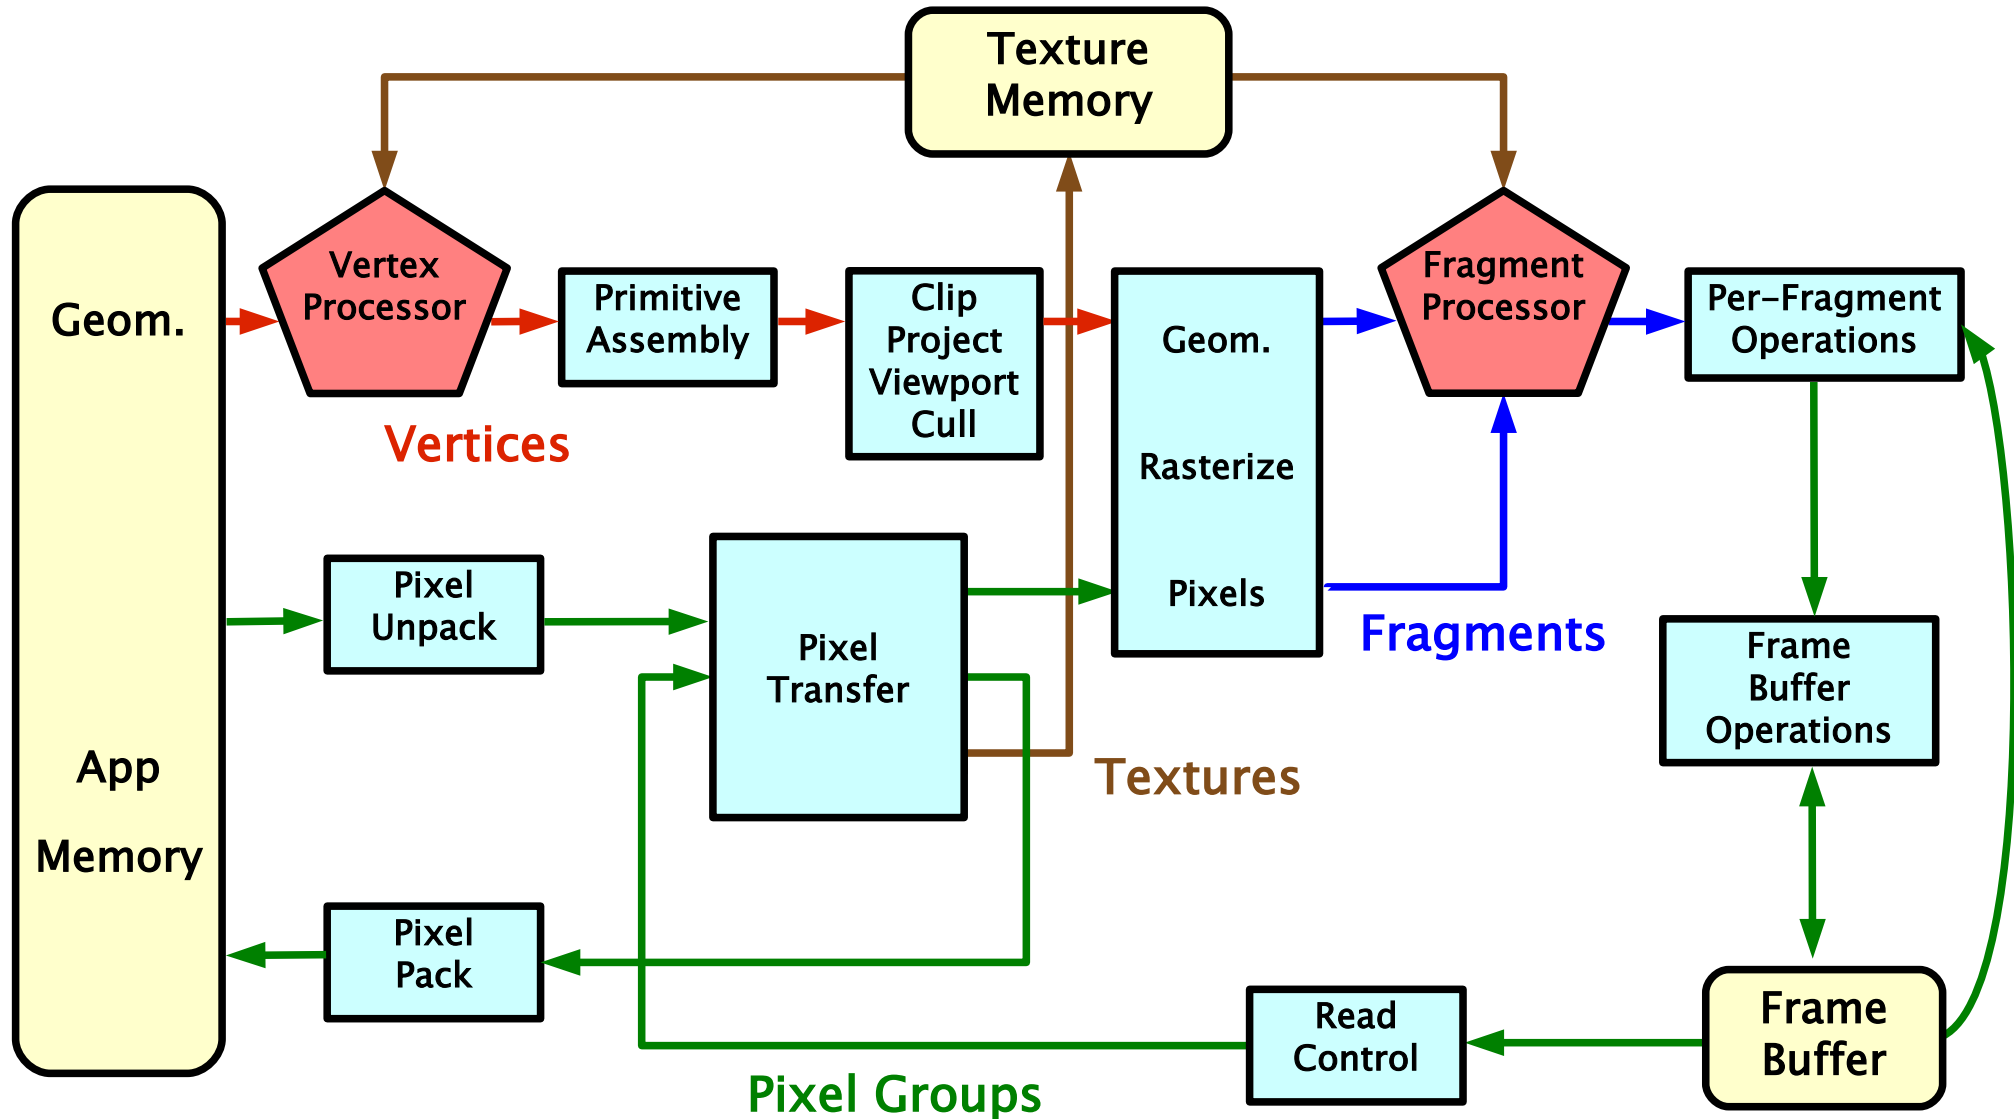 Texture
Memory
Geom.
Vertex
Processor
Primitive
Assembly
Clip
Project
Viewport
Cull
Geom.
Rasterize
Pixels
Fragment
Processor
Per-Fragment
Operations
Vertices
Pixel
Unpack
Pixel
Transfer
Fragments
Frame
Buffer
Operations
App
Memory
Textures
Pixel
Pack
Read
Control
Frame
Buffer
Pixel Groups